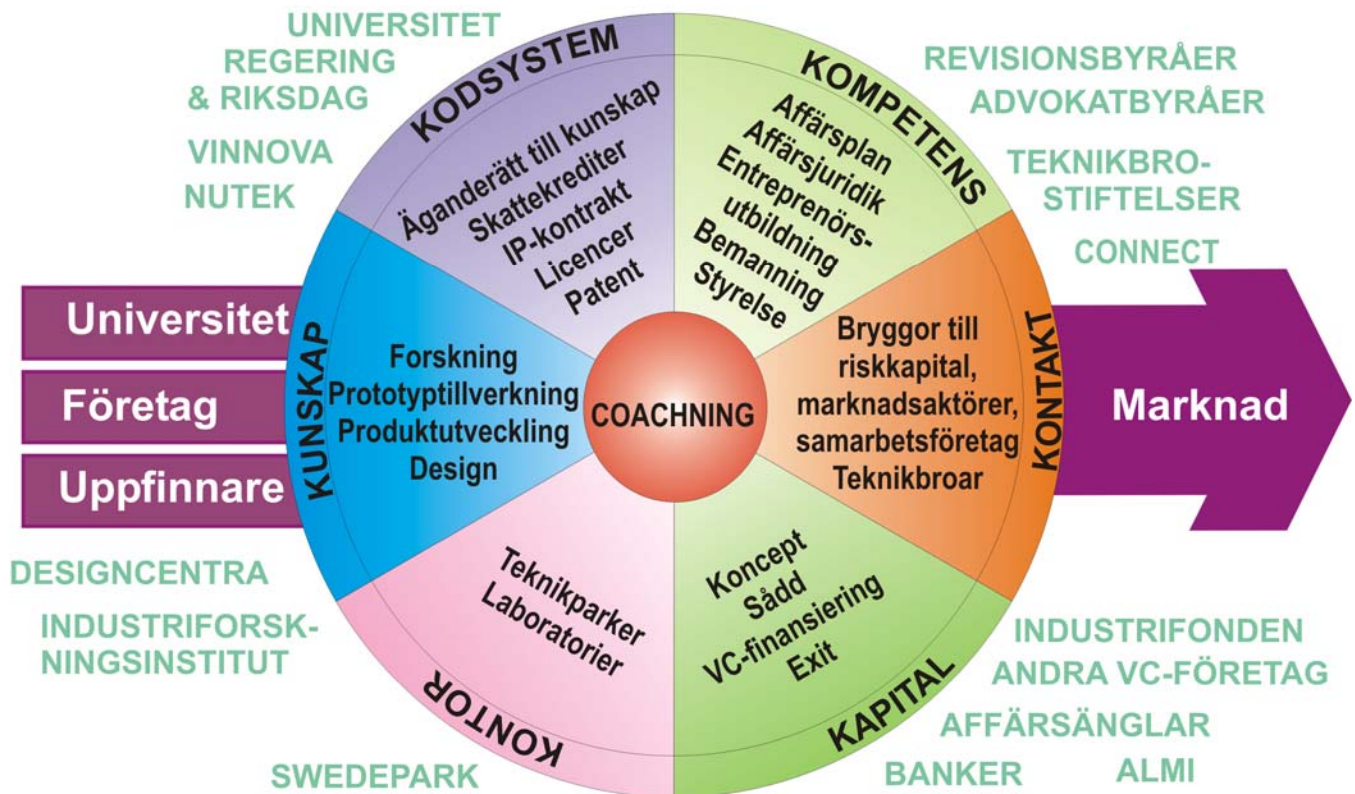 UNIVERSITET
REGERING
& RIKSDAG
VINNOVA
NUTEK
KODSYSTEM
Äganderätt till kunskap
Skattekrediter
IP-kontrakt
Licencer
Patent
KOMPETENS
Affärsplan
Affärsjuridik
Entreprenörs-
utbildning
Bemanning
Styrelse
REVISIONSBYRÅER
ADVOKATBYRÅER
TEKNIKBRO-
STIFTELSER
CONNECT
Universitet
Företag
Uppfinnare
KUNSKAP
Forskning
Prototyptillverkning
Produktutveckling
Design
COACHNING
Bryggor till
riskkapital,
marknadsaktörer,
samarbetsföretag
Teknikbroar
KONTAKT
Marknad
DESIGNCENTRA
INDUSTRIFORSK-
NINGSINSTITUT
Teknikparker
Laboratorier
KONTOR
SWEDEPARK
Koncept
Sådd
VC-finansiering
Exit
KAPITAL
INDUSTRIFONDEN
ANDRA VC-FÖRETAG
AFFÄRSÄNGLAR
BANKER
ALMI